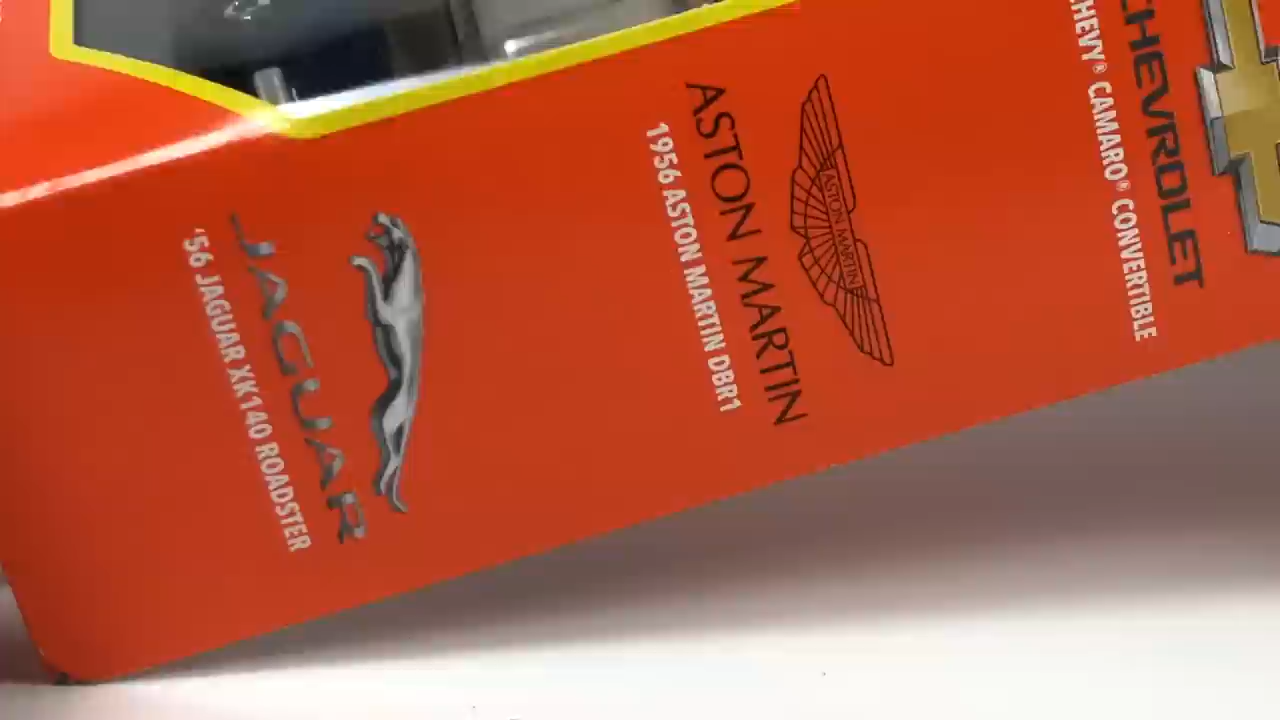 CHEVROLET
CHEVY® CAMARO® CONVERTIBLE
ASTON MARTIN
ASTON MARTIN
1956 ASTON MARTIN DBR1
JAGUAR
'56 JAGUAR XK140 ROADSTER